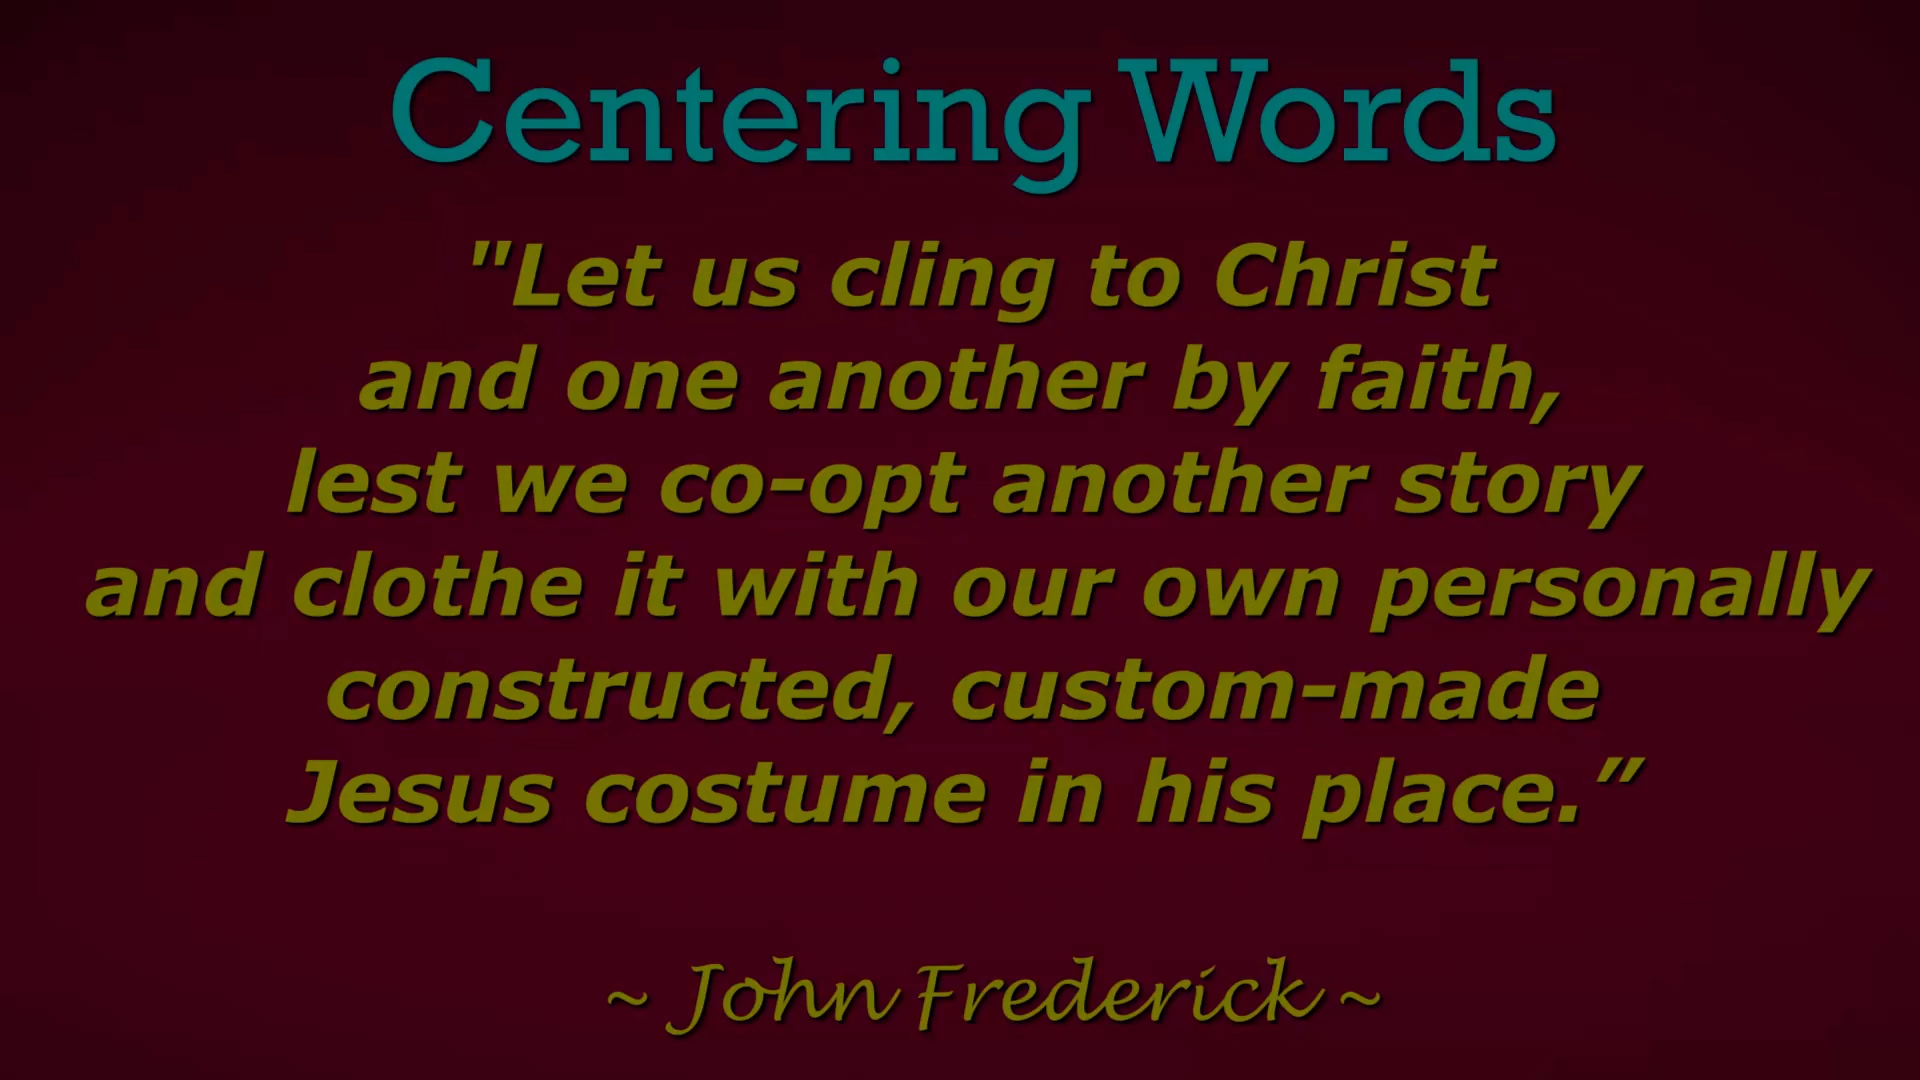 Centering Words
"Let us cling to Christ
and one another by faith,
lest we co-opt another story
and clothe it with our own personally
constructed, custom-made
Jesus costume in his place.”
~ John Frederick ~